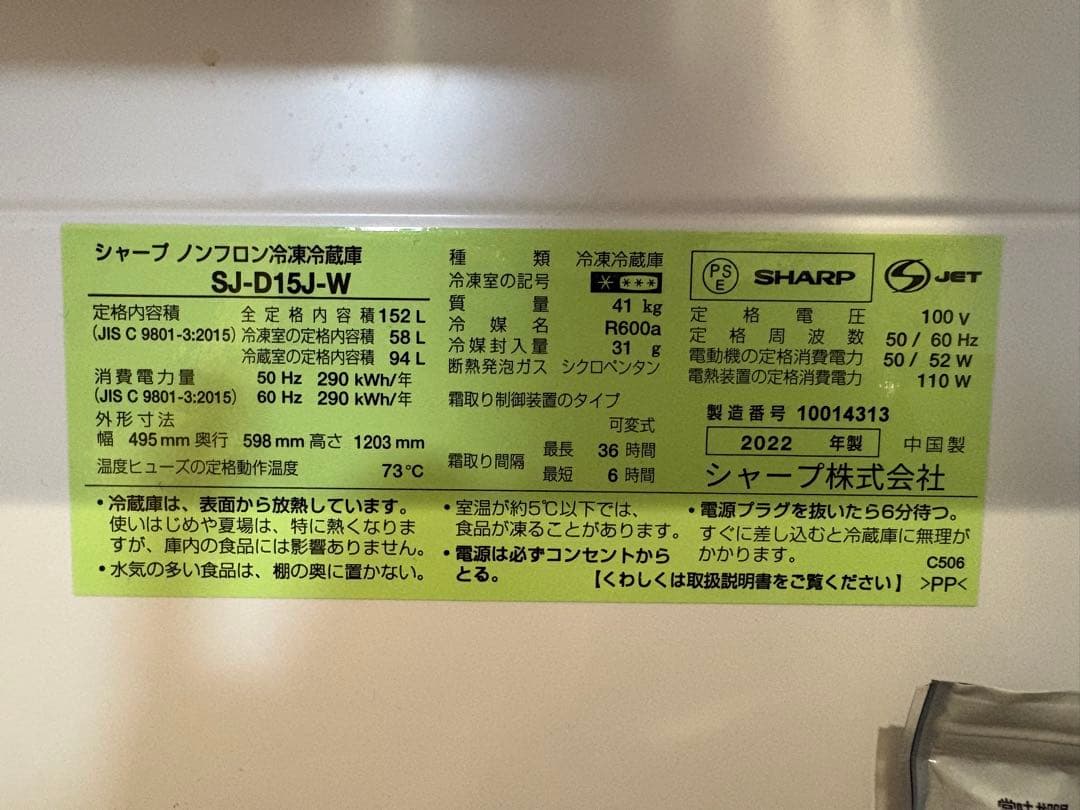 シャープ ノンフロン冷凍冷蔵庫
SJ-D15J-W
定格内容積 全定格内容積 152 L
(JIS C 9801-3:2015) 冷凍室の定格内容積 58 L
冷蔵室の定格内容積 94 L
消費電力量 50 Hz 290 kWh/年
(JIS C 9801-3:2015) 60 Hz 290 kWh/年
外形寸法
幅 495 mm 奥行 598 mm 高さ 1203 mm
温度ヒューズの定格動作温度 73℃
種類 冷凍冷蔵庫
冷凍室の記号
質量 41 kg
冷媒名 R600a
冷媒封入量 31 g
断熱発泡ガス シクロペンタン
霜取り制御装置のタイプ
可変式
霜取り間隔 最長 36 時間
最短 6 時間
PS
E
SHARP
JET
定格電圧 100 V
定格周波数 50 / 60 Hz
電動機の定格消費電力 50 / 52 W
電熱装置の定格消費電力 110 W
製造番号 10014313
2022 年製 中国製
シャープ株式会社
・冷蔵庫は、表面から放熱しています。
使いはじめや夏場は、特に熱くなりま
すが、庫内の食品には影響ありません。
・水気の多い食品は、棚の奥に置かない。
・室温が約5℃以下では、
食品が凍ることがあります。
・電源は必ずコンセントから
とる。
・電源プラグを抜いたら6分待つ。
すぐに差し込むと冷蔵庫に無理が
かかります。
C506
【くわしくは取扱説明書をご覧ください】 >PP<